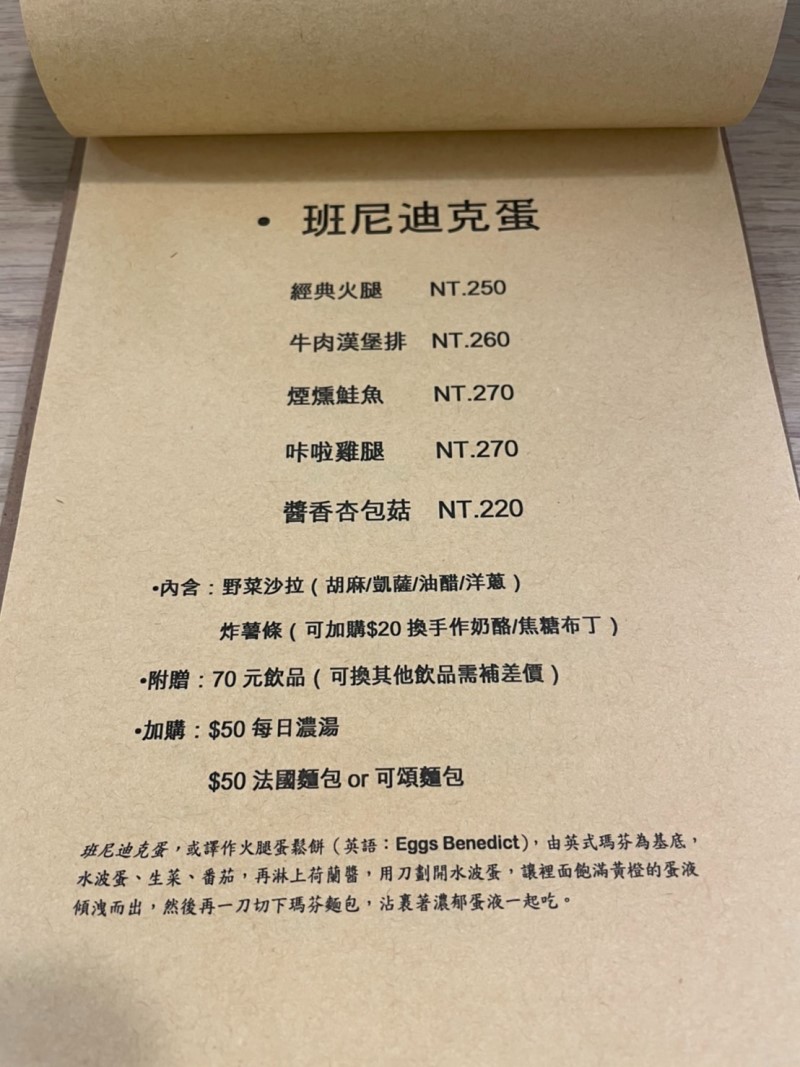 • 班尼迪克蛋
經典火腿 NT.250
牛肉漢堡排 NT.260
煙燻鮭魚 NT.270
咔啦雞腿 NT.270
醬香杏包菇 NT.220
•內含：野菜沙拉（胡麻/凱薩/油醋/洋蔥）
炸薯條（可加購$20 換手作奶酪/焦糖布丁）
•附贈：70 元飲品（可換其他飲品需補差價）
•加購：$50 每日濃湯
$50 法國麵包 or 可頌麵包
班尼迪克蛋，或譯作火腿蛋鬆餅（英語：Eggs Benedict），由英式瑪芬為基底，
水波蛋、生菜、番茄，再淋上荷蘭醬，用刀劃開水波蛋，讓裡面飽滿黃橙的蛋液
傾洩而出，然後再一刀切下瑪芬麵包，沾裹著濃郁蛋液一起吃。